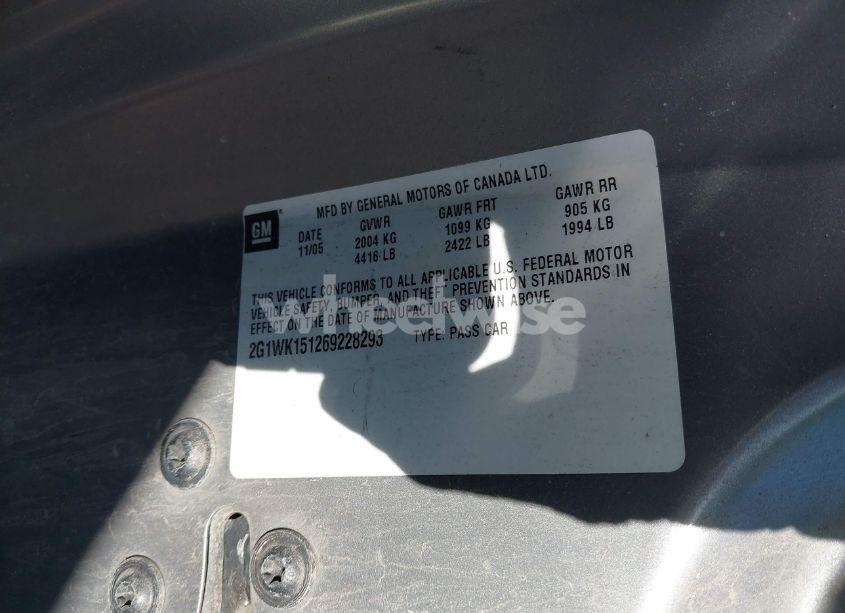 GM
MFD BY GENERAL MOTORS OF CANADA LTD.
DATE GVWR GAWR FRT GAWR RR
11/05 2004 KG 1099 KG 905 KG
4416 LB 2422 LB 1994 LB
THIS VEHICLE CONFORMS TO ALL APPLICABLE U.S. FEDERAL MOTOR
VEHICLE SAFETY, BUMPER, AND THEFT PREVENTION STANDARDS IN
EFFECT ON THE DATE OF MANUFACTURE SHOWN ABOVE.
2G1WK151269228293 TYPE: PASS CAR
wheelwise